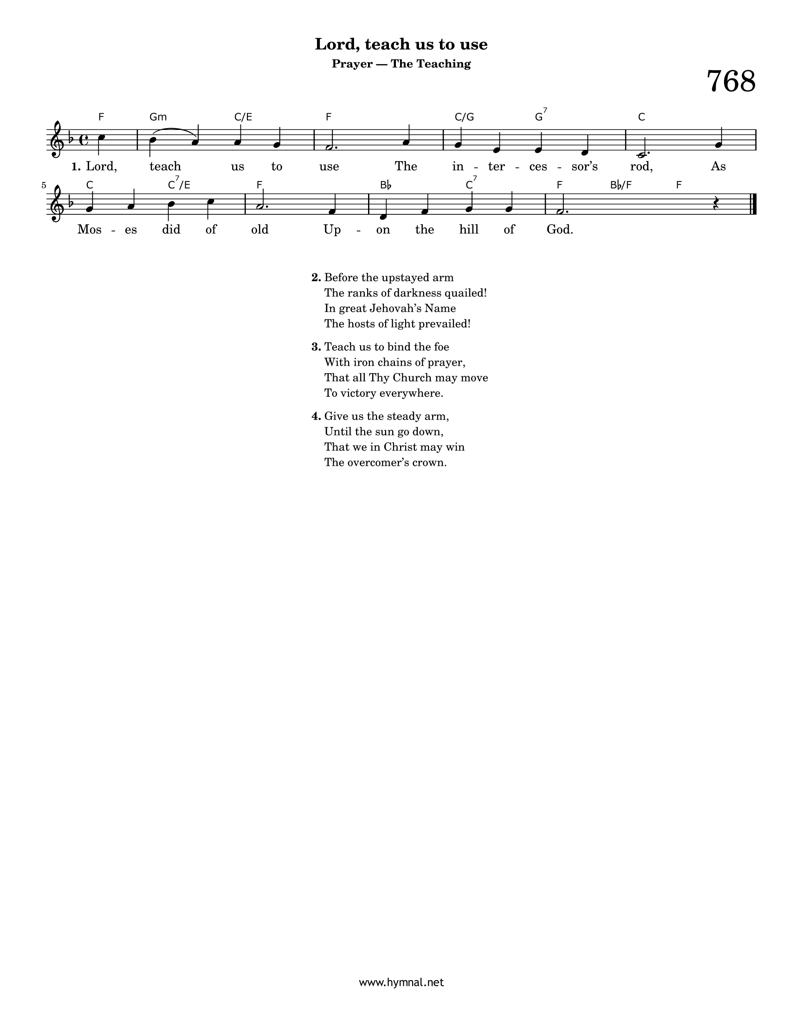 Lord, teach us to use
Prayer — The Teaching
768
F Gm C/E F C/G G7 C
1. Lord, teach us to use The in - ter - ces - sor's rod, As
5
C C7/E F B♭ C7 F B♭/F F
Mos - es did of old Up - on the hill of God.
2. Before the upstayed arm
The ranks of darkness quailed!
In great Jehovah's Name
The hosts of light prevailed!
3. Teach us to bind the foe
With iron chains of prayer,
That all Thy Church may move
To victory everywhere.
4. Give us the steady arm,
Until the sun go down,
That we in Christ may win
The overcomer's crown.
www.hymnal.net